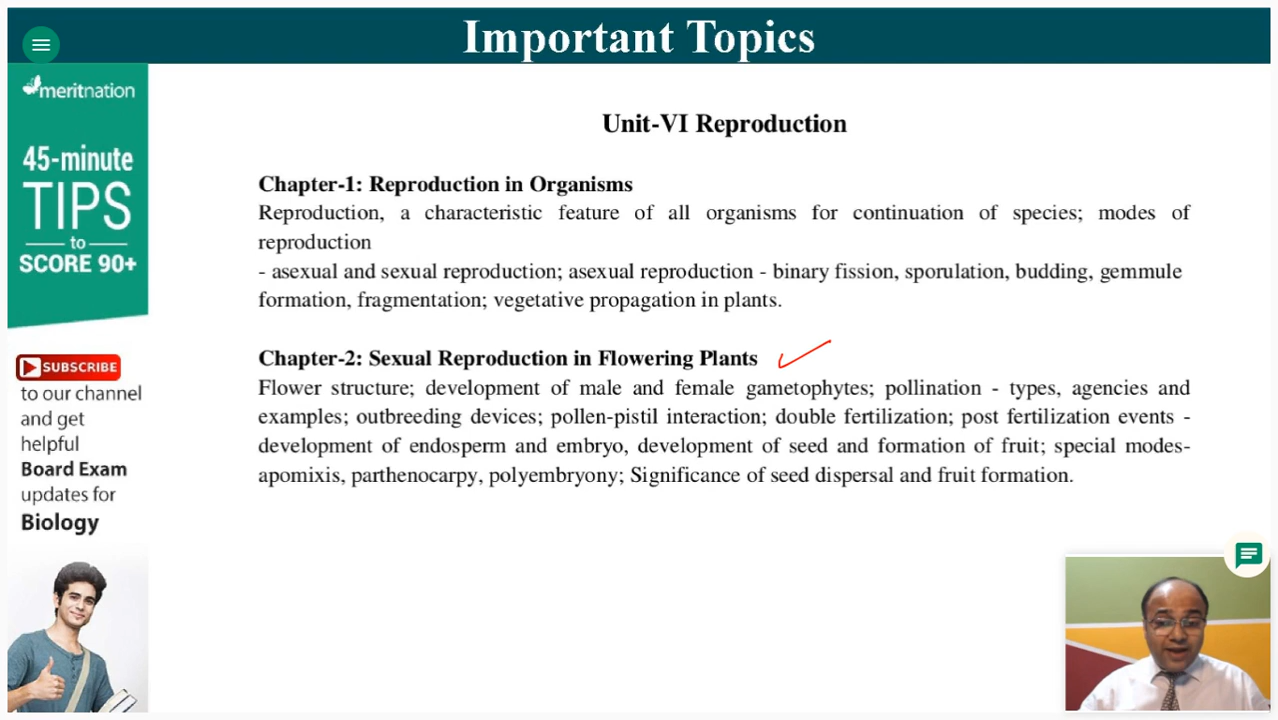 Important Topics
meritnation
45-minute
TIPS
to
SCORE 90+
SUBSCRIBE
to our channel
and get
helpful
Board Exam
updates for
Biology
Unit-VI Reproduction
Chapter-1: Reproduction in Organisms
Reproduction, a characteristic feature of all organisms for continuation of species; modes of
reproduction
- asexual and sexual reproduction; asexual reproduction - binary fission, sporulation, budding, gemmule
formation, fragmentation; vegetative propagation in plants.
Chapter-2: Sexual Reproduction in Flowering Plants
Flower structure; development of male and female gametophytes; pollination - types, agencies and
examples; outbreeding devices; pollen-pistil interaction; double fertilization; post fertilization events -
development of endosperm and embryo, development of seed and formation of fruit; special modes-
apomixis, parthenocarpy, polyembryony; Significance of seed dispersal and fruit formation.